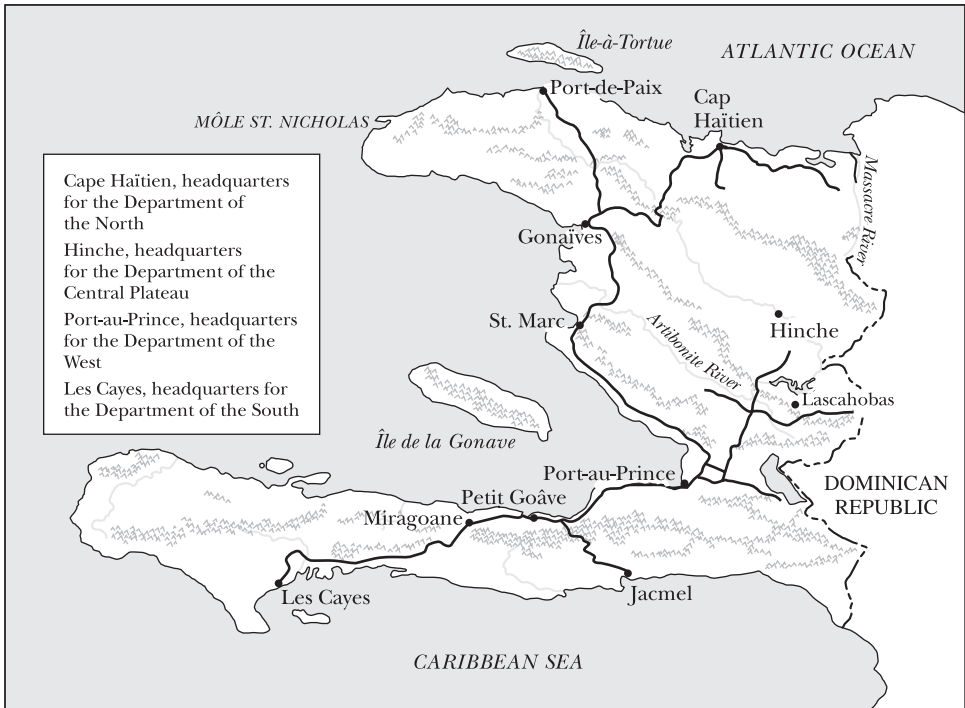 Île-à-Tortue
ATLANTIC OCEAN
Port-de-Paix
Cap
Haïtien
MÔLE ST. NICHOLAS
Massacre River
Cape Haïtien, headquarters
for the Department of
the North
Hinche, headquarters
for the Department of the
Central Plateau
Port-au-Prince, headquarters
for the Department of the
West
Les Cayes, headquarters for
the Department of the South
Gonaïves
St. Marc
Hinche
Artibonite River
Lascahobas
Île de la Gonave
Port-au-Prince
DOMINICAN
REPUBLIC
Petit Goâve
Miragoane
Les Cayes
Jacmel
CARIBBEAN SEA